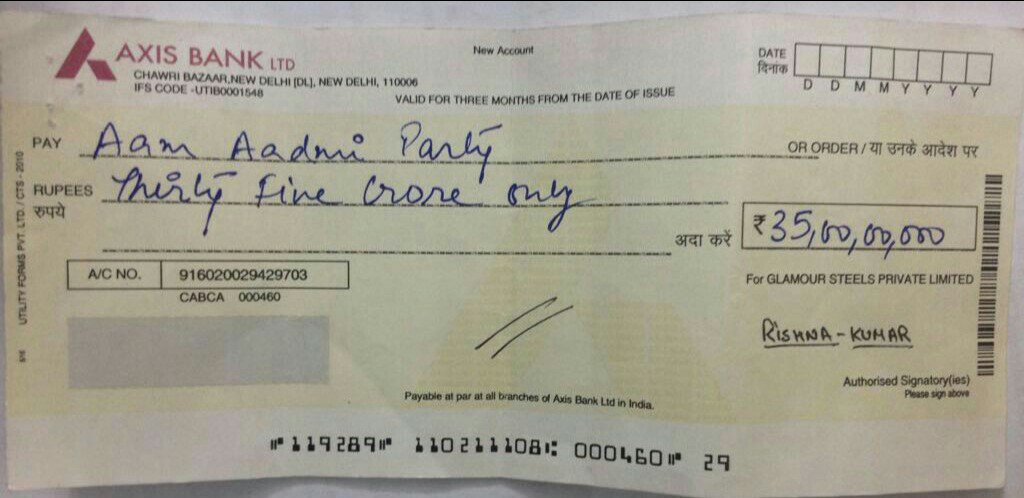 AXIS BANK LTD
CHAWRI BAZAAR,NEW DELHI [DL], NEW DELHI, 110006
IFS CODE -UTIB0001548
New Account
VALID FOR THREE MONTHS FROM THE DATE OF ISSUE
DATE
दिनांक
D D M M Y Y Y Y
PAY Aam Aadmi Party OR ORDER / या उनके आदेश पर
RUPEES Thirty Five Crore only
रुपये
अदा करें ₹ 35,00,00,000
A/C NO. 916020029429703
CABCA 000460
For GLAMOUR STEELS PRIVATE LIMITED
RISHNA-KUMAR
Authorised Signatory(ies)
Please sign above
Payable at par at all branches of Axis Bank Ltd in India.
UTILITY FORMS PVT. LTD. / CTS - 2010
⑈119289⑈ 110211108⑆ 000460⑈ 29